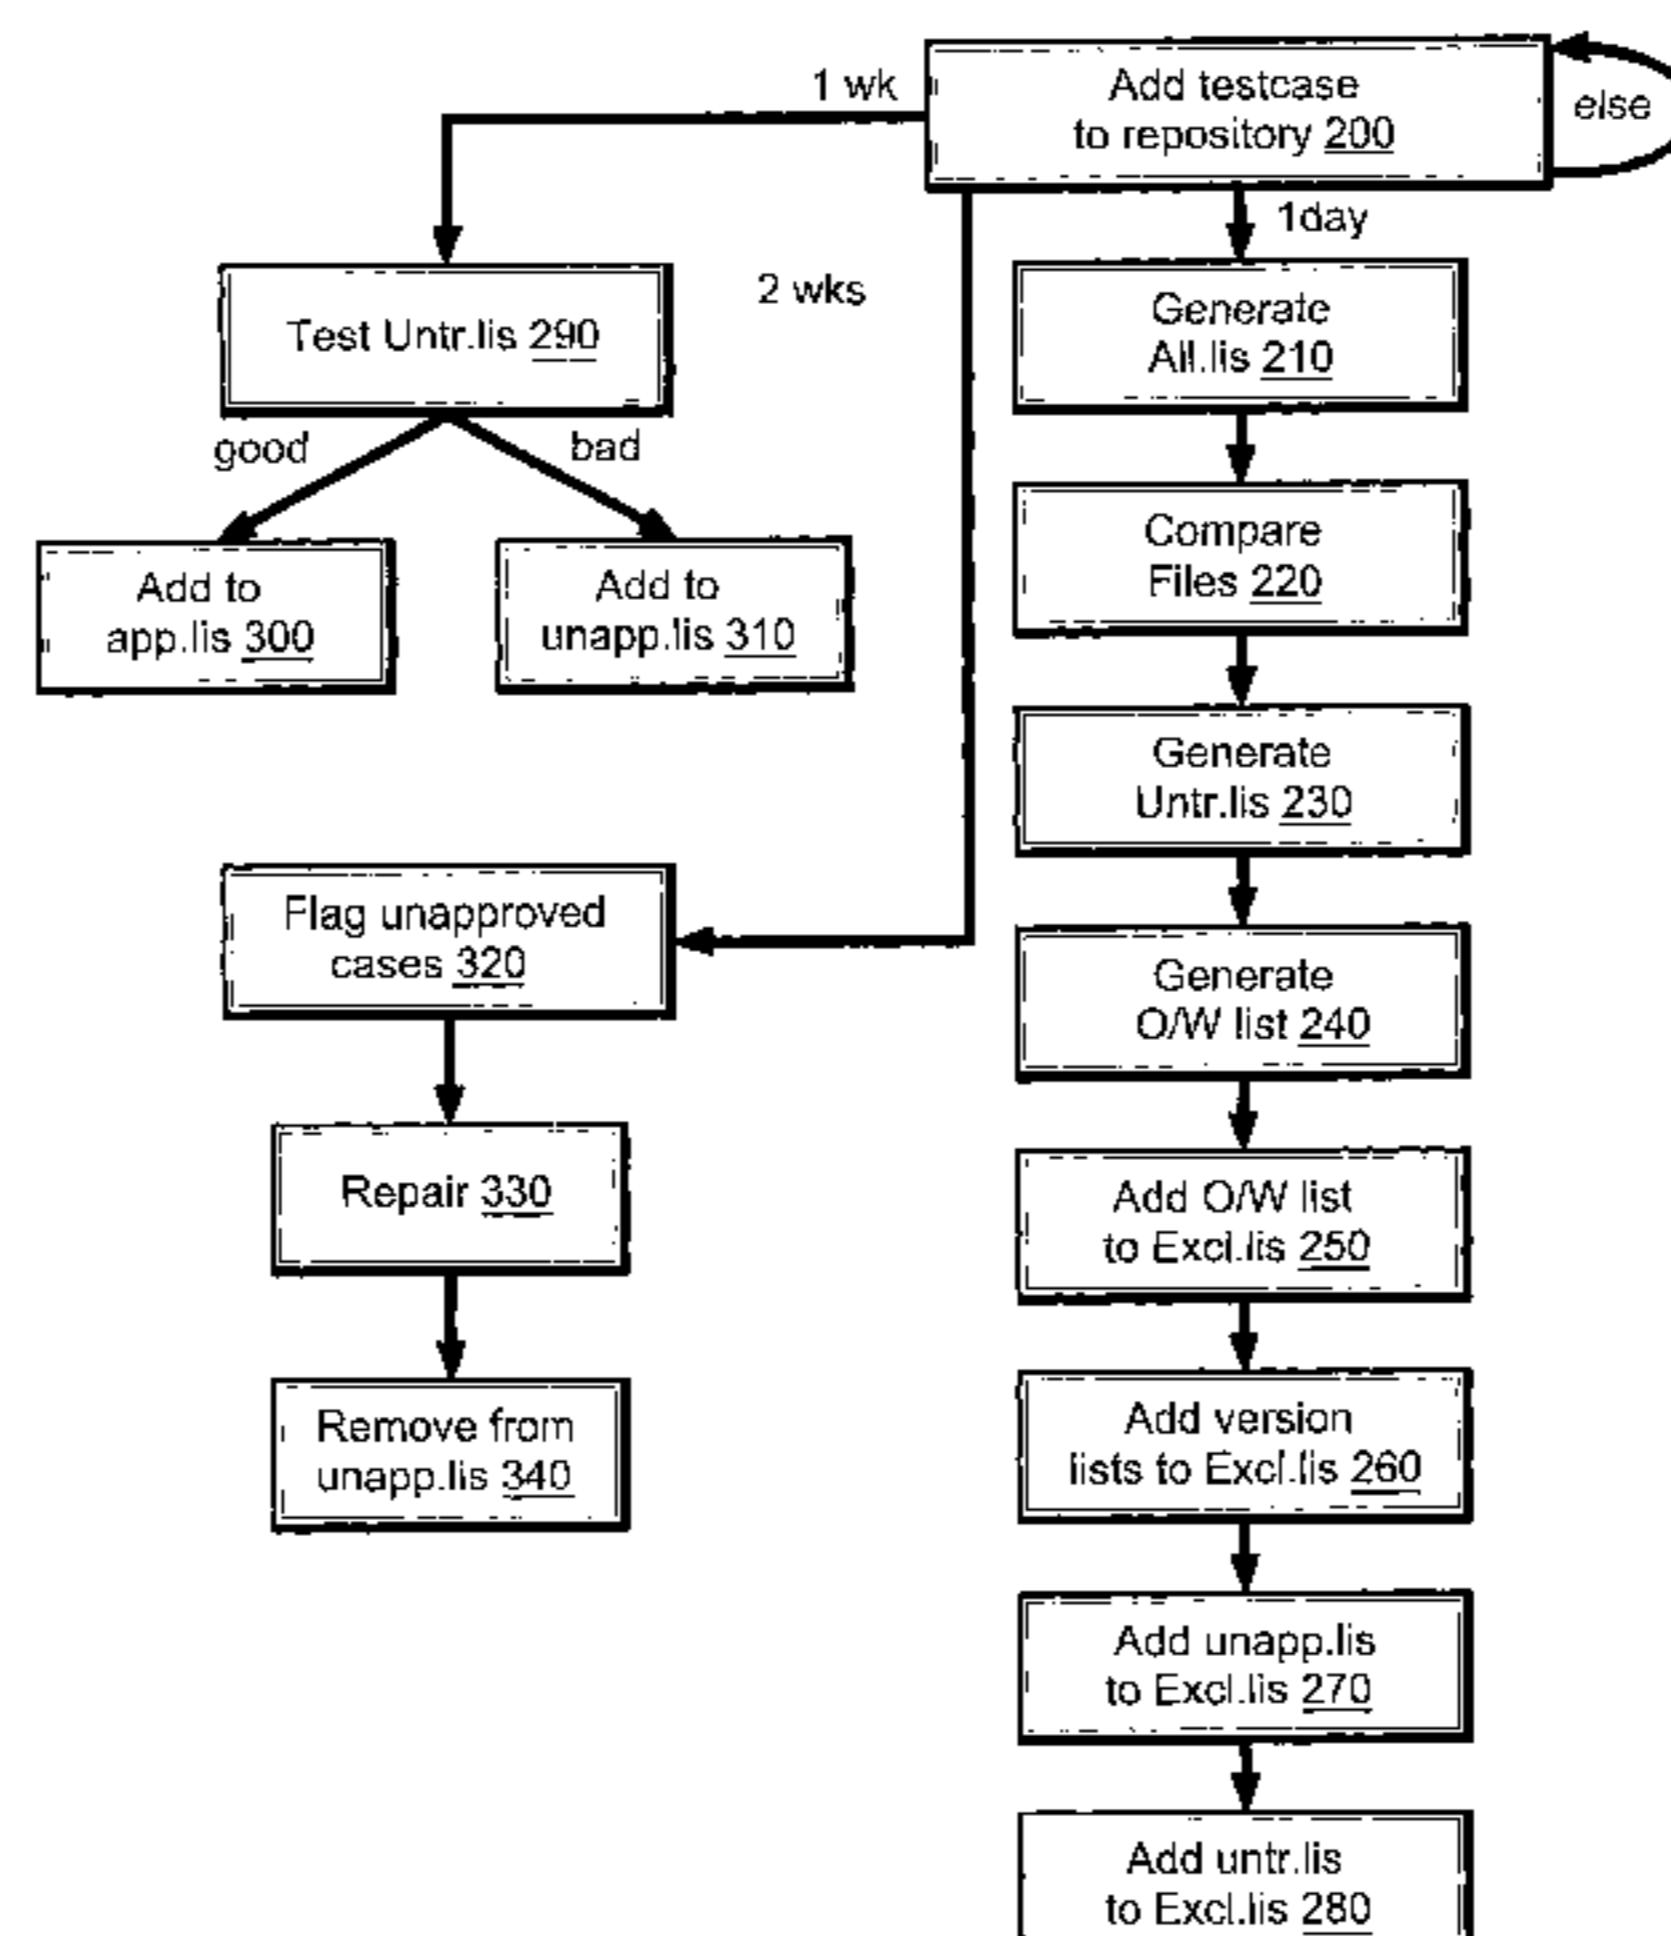 1 wk
Add testcase
to repository 200
else
1day
2 wks
Test Untr.lis 290
good
bad
Add to
app.lis 300
Add to
unapp.lis 310
Flag unapproved
cases 320
Repair 330
Remove from
unapp.lis 340
Generate
All.lis 210
Compare
Files 220
Generate
Untr.lis 230
Generate
O/W list 240
Add O/W list
to Excl.lis 250
Add version
lists to Excl.lis 260
Add unapp.lis
to Excl.lis 270
Add untr.lis
to Excl.lis 280